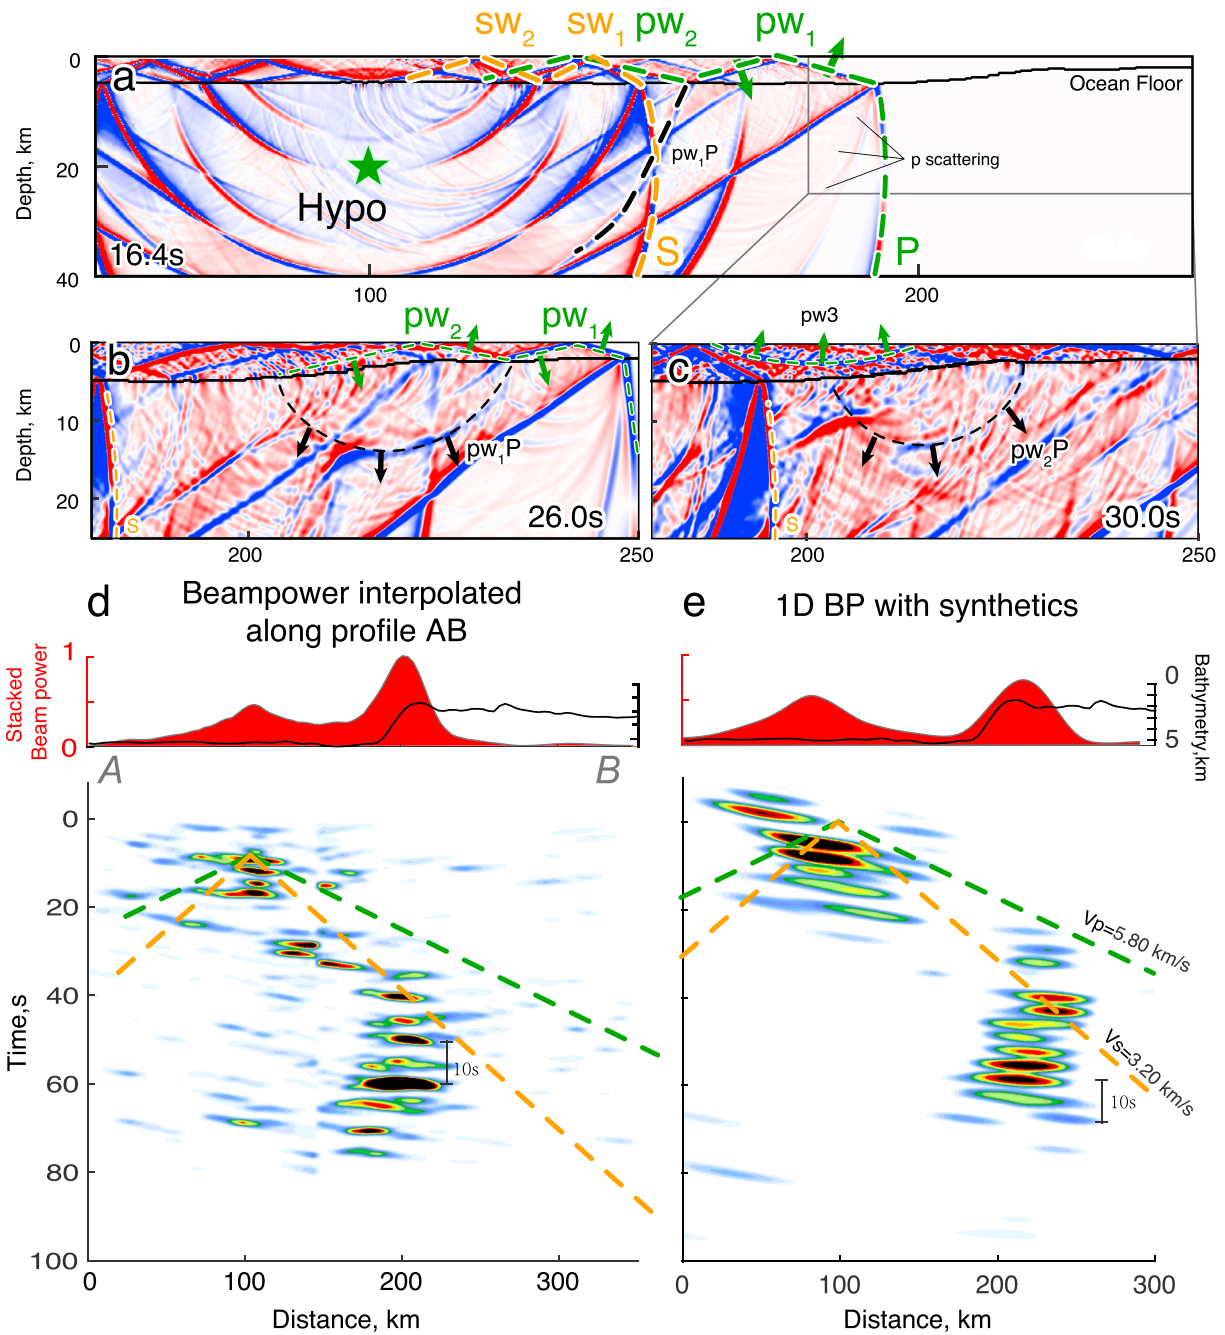 sw2 sw1 pw2 pw1
0
a
Ocean Floor
Depth, km
20
pw1P
p scattering
Hypo
16.4s
S
P
40
100
200
pw2 pw1
pw3
0
b
c
Depth, km
10
pw1P
pw2P
20
S
26.0s
S
30.0s
200
250
200
250
d
Beampower interpolated
along profile AB
e
1D BP with synthetics
Stacked
Beam power
1
0
0
5
Bathymetry,km
A
B
0
20
40
60
80
100
Time,s
10s
Vp=5.80 km/s
Vs=3.20 km/s
10s
0
100
200
300
0
100
200
300
Distance, km
Distance, km